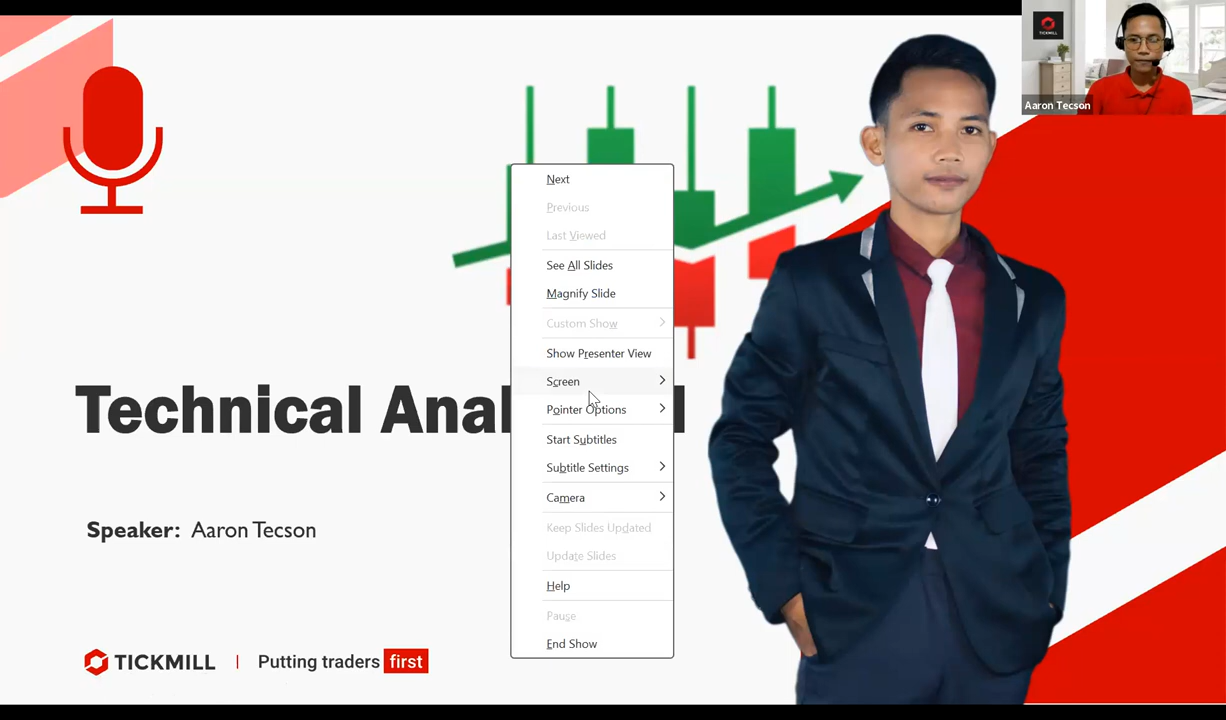 TICKMILL
Aaron Tecson
Next
Previous
Last Viewed
See All Slides
Magnify Slide
Custom Show
Show Presenter View
Screen
Pointer Options
Start Subtitles
Subtitle Settings
Camera
Keep Slides Updated
Update Slides
Help
Pause
End Show
Technical Anal
Speaker: Aaron Tecson
TICKMILL | Putting traders first